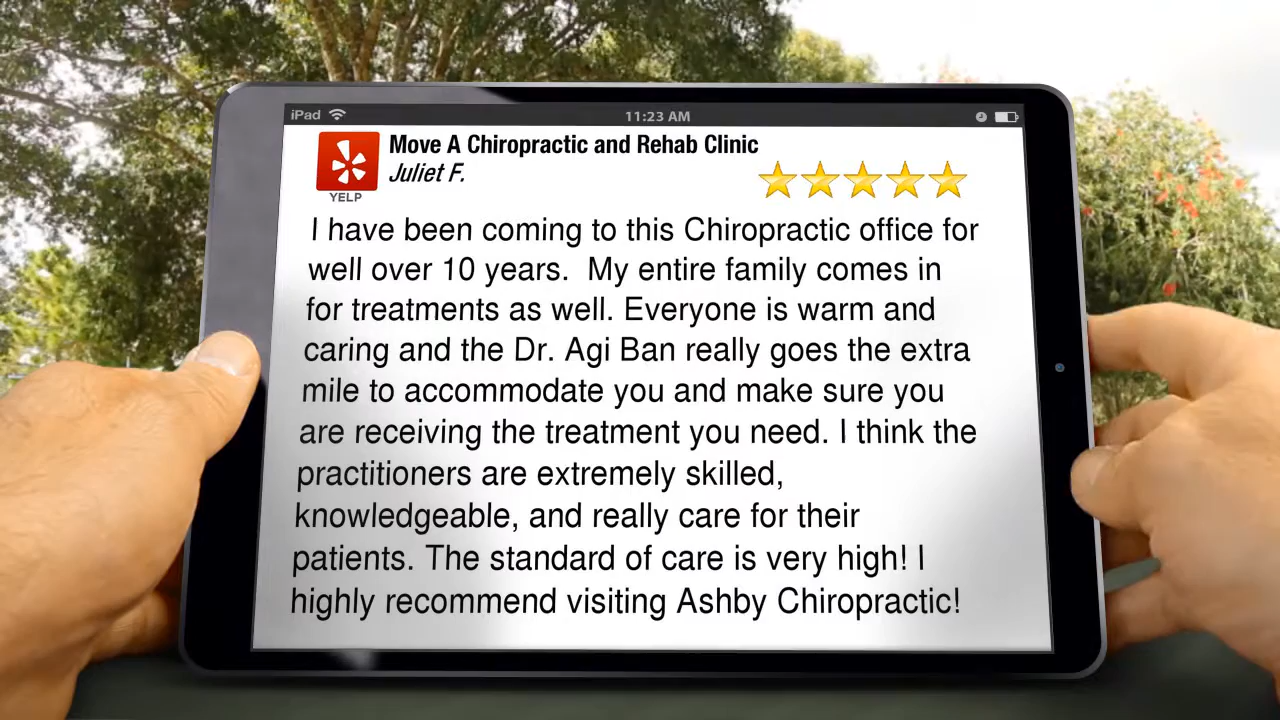 iPad 11:23 AM
Move A Chiropractic and Rehab Clinic
Juliet F.
YELP
I have been coming to this Chiropractic office for
well over 10 years.  My entire family comes in
for treatments as well. Everyone is warm and
caring and the Dr. Agi Ban really goes the extra
mile to accommodate you and make sure you
are receiving the treatment you need. I think the
practitioners are extremely skilled,
knowledgeable, and really care for their
patients. The standard of care is very high! I
highly recommend visiting Ashby Chiropractic!